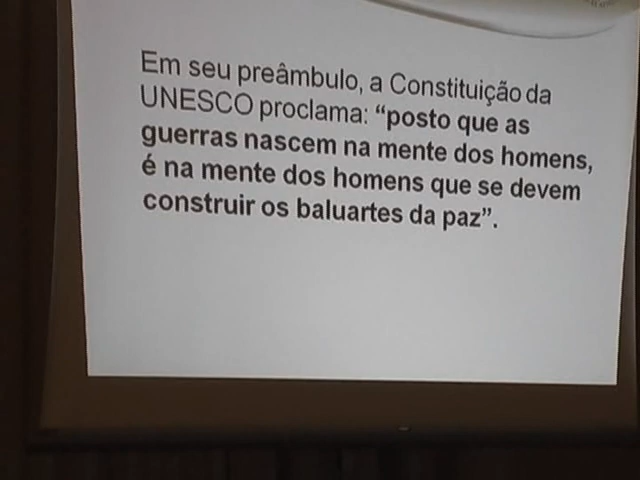 Em seu preâmbulo, a Constituição da
UNESCO proclama: “posto que as
guerras nascem na mente dos homens,
é na mente dos homens que se devem
construir os baluartes da paz”.